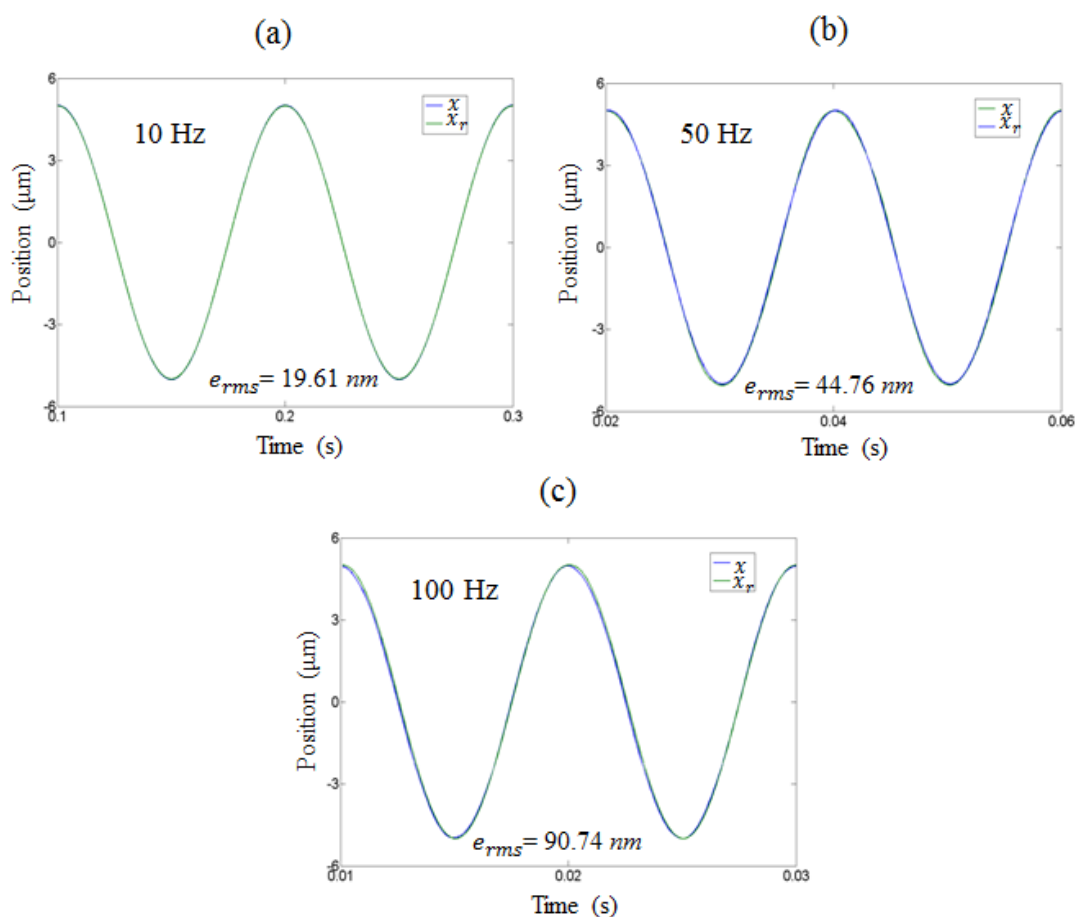 (a)
6
3
0
-3
-6
Position (μm)
10 Hz
x
x_r
e_rms= 19.61 nm
0.1
0.2
0.3
Time (s)
(b)
6
3
0
-3
-6
Position (μm)
50 Hz
x
x_r
e_rms= 44.76 nm
0.02
0.04
0.06
Time (s)
(c)
6
3
0
-3
-6
Position (μm)
100 Hz
x
x_r
e_rms= 90.74 nm
0.01
0.02
0.03
Time (s)